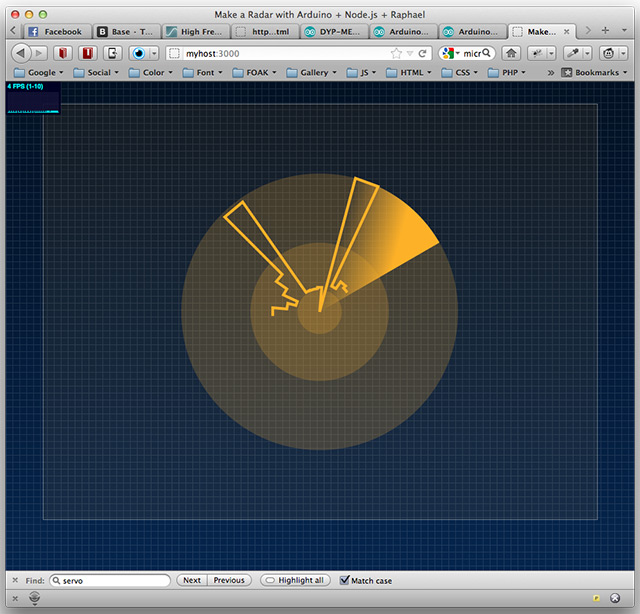 Make a Radar with Arduino + Node.js + Raphael
Facebook
Base - T...
High Fre...
http...tml
DYP-ME...
Arduino...
Arduino...
Make...
myhost:3000
micr
Google
Social
Color
Font
FOAK
Gallery
JS
HTML
CSS
PHP
»
Bookmarks
4 FPS (1-10)
Find:
servo
Next
Previous
Highlight all
Match case